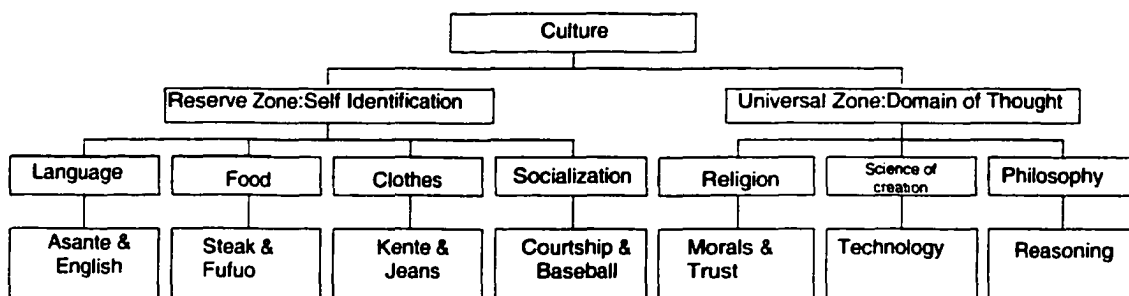 Culture
Reserve Zone:Self Identification
Universal Zone:Domain of Thought
Language
Food
Clothes
Socialization
Religion
Science of
creation
Philosophy
Asante &
English
Steak &
Fufuo
Kente &
Jeans
Courtship &
Baseball
Morals &
Trust
Technology
Reasoning